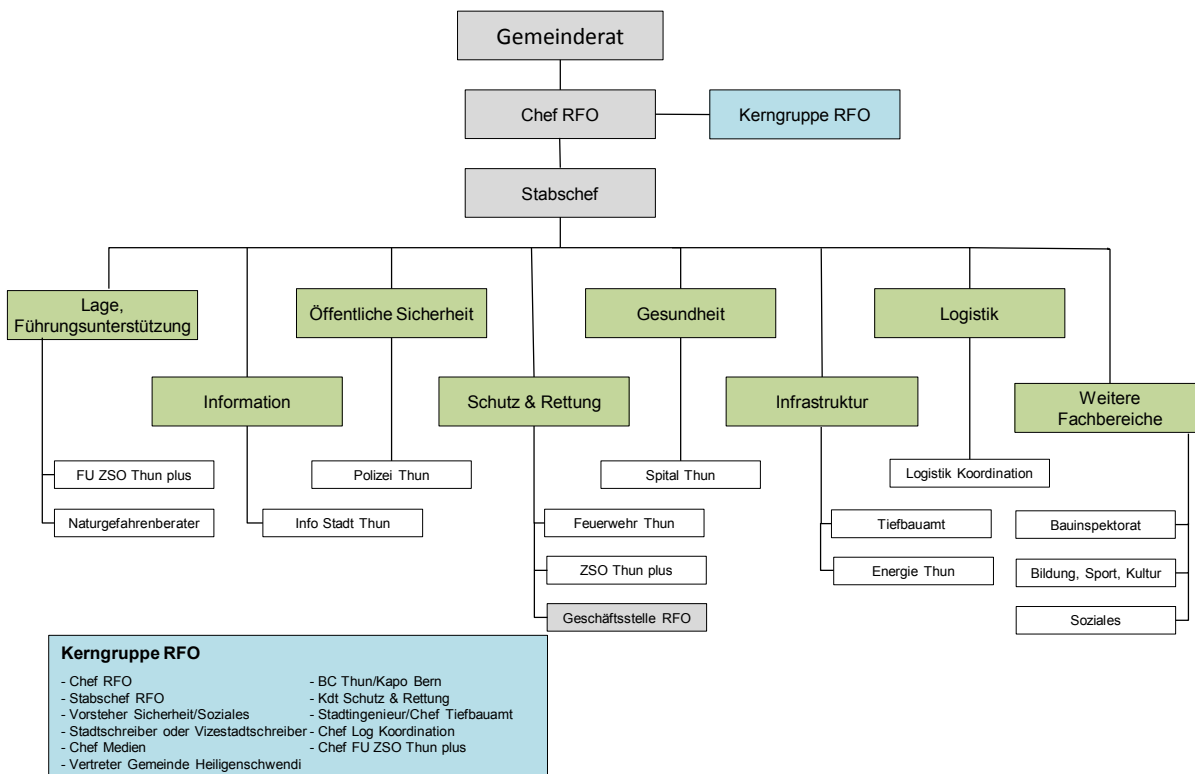 Gemeinderat
Chef RFO
Kerngruppe RFO
Stabschef
Lage,
Führungsunterstützung
Öffentliche Sicherheit
Gesundheit
Logistik
Information
Schutz & Rettung
Infrastruktur
Weitere
Fachbereiche
FU ZSO Thun plus
Polizei Thun
Spital Thun
Logistik Koordination
Naturgefahrenberater
Info Stadt Thun
Feuerwehr Thun
Tiefbauamt
Bauinspektorat
ZSO Thun plus
Energie Thun
Bildung, Sport, Kultur
Geschäftsstelle RFO
Soziales
Kerngruppe RFO
- Chef RFO
- Stabschef RFO
- Vorsteher Sicherheit/Soziales
- Stadtschreiber oder Vizestadtschreiber
- Chef Medien
- Vertreter Gemeinde Heiligenschwendi
- BC Thun/Kapo Bern
- Kdt Schutz & Rettung
- Stadtingenieur/Chef Tiefbauamt
- Chef Log Koordination
- Chef FU ZSO Thun plus